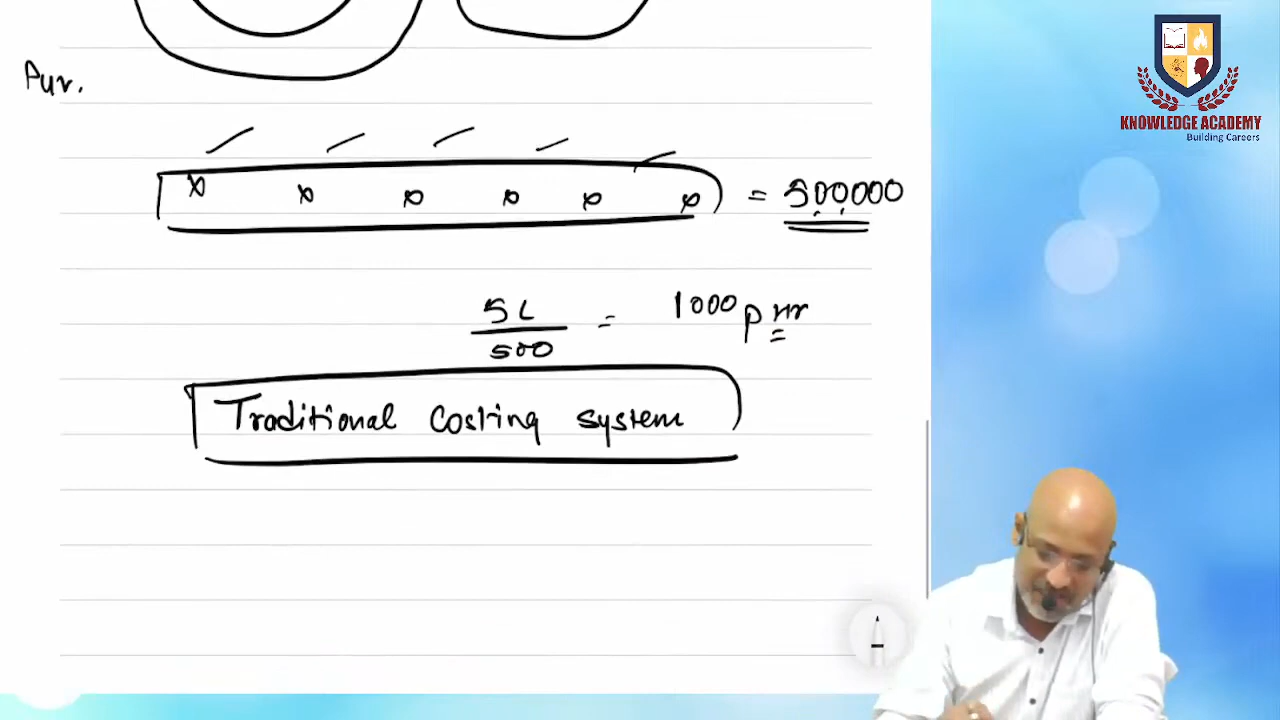 Pur.
x x x x x x = 500000
5L
500
= 1000 p hr
Traditional costing system
KNOWLEDGE ACADEMY
Building Careers